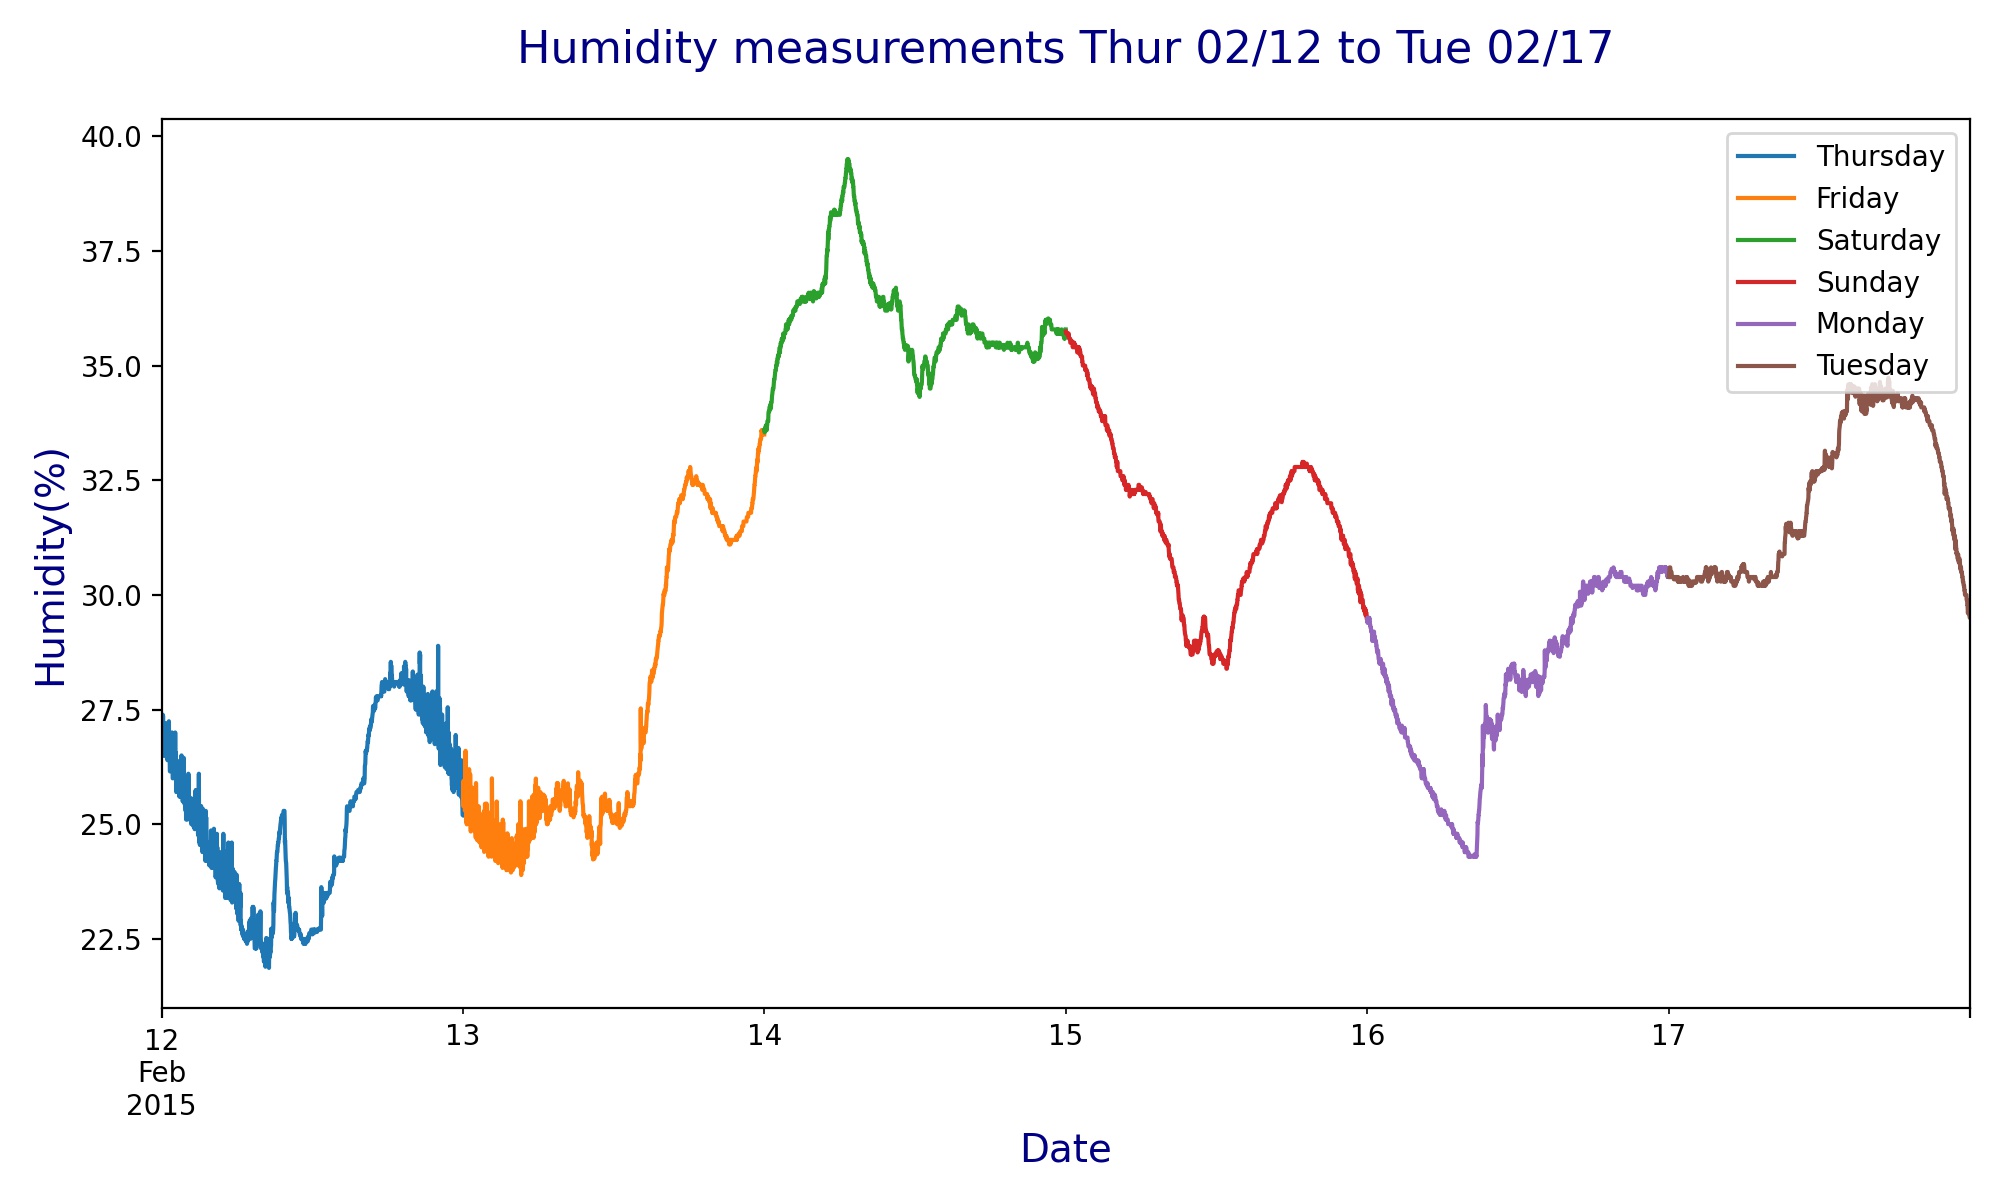 Humidity measurements Thur 02/12 to Tue 02/17
40.0
37.5
35.0
32.5
30.0
27.5
25.0
22.5
Humidity(%)
Thursday
Friday
Saturday
Sunday
Monday
Tuesday
12
Feb
2015
13
14
15
16
17
Date